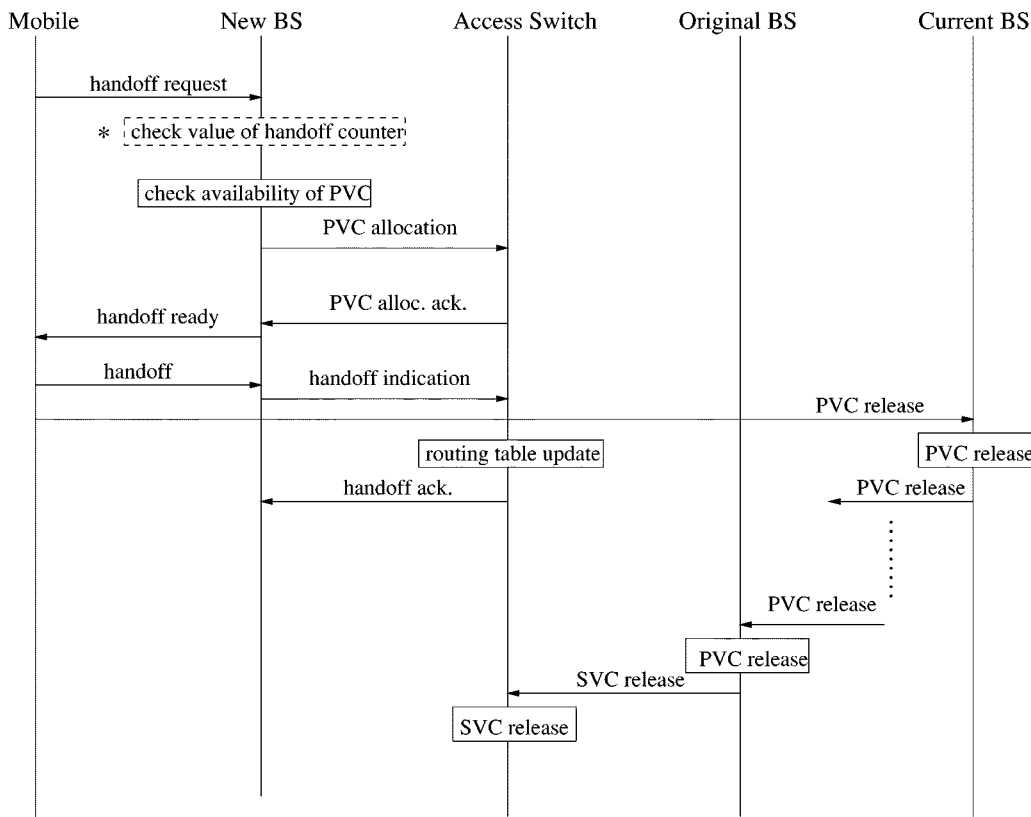 Mobile New BS Access Switch Original BS Current BS
handoff request
* check value of handoff counter
check availability of PVC
PVC allocation
PVC alloc. ack.
handoff ready
handoff
handoff indication
PVC release
routing table update
PVC release
handoff ack.
PVC release
PVC release
PVC release
SVC release
SVC release